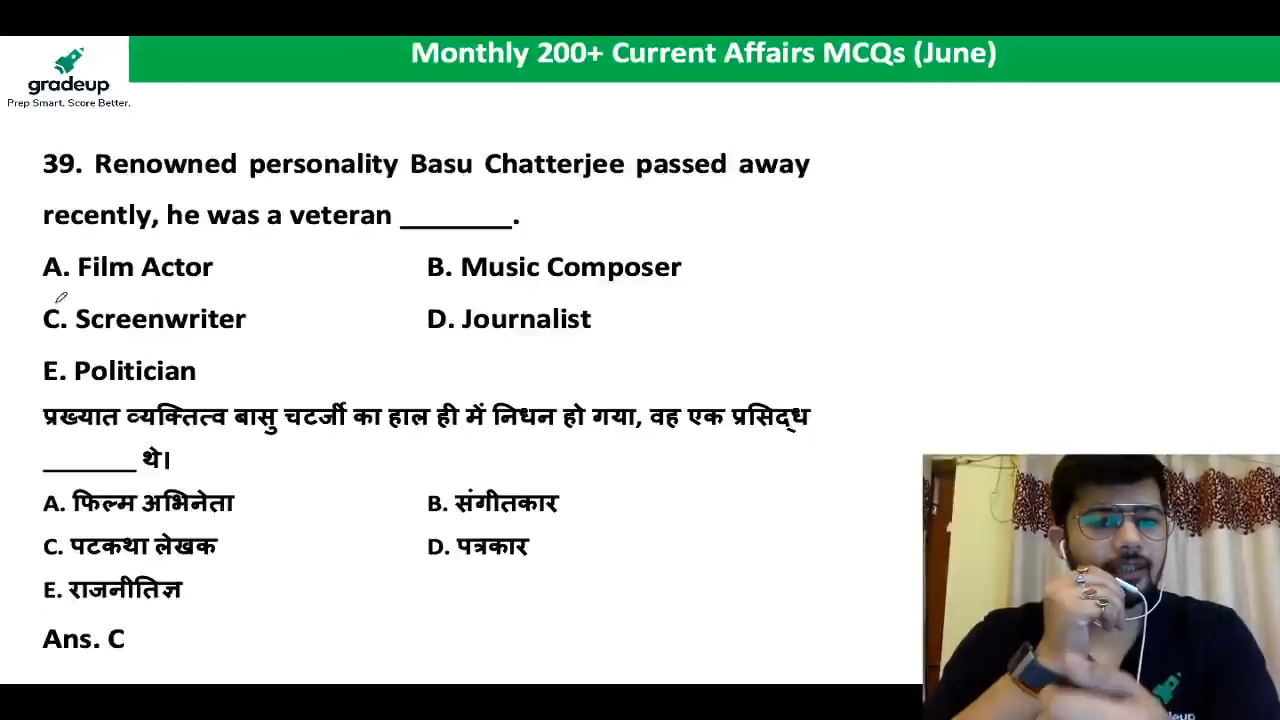 Monthly 200+ Current Affairs MCQs (June)
gradeup
Prep Smart. Score Better.
39. Renowned personality Basu Chatterjee passed away
recently, he was a veteran ________.
A. Film Actor B. Music Composer
C. Screenwriter D. Journalist
E. Politician
प्रख्यात व्यक्तित्व बासु चटर्जी का हाल ही में निधन हो गया, वह एक प्रसिद्ध
________ थे।
A. फिल्म अभिनेता B. संगीतकार
C. पटकथा लेखक D. पत्रकार
E. राजनीतिज्ञ
Ans. C
gradeup